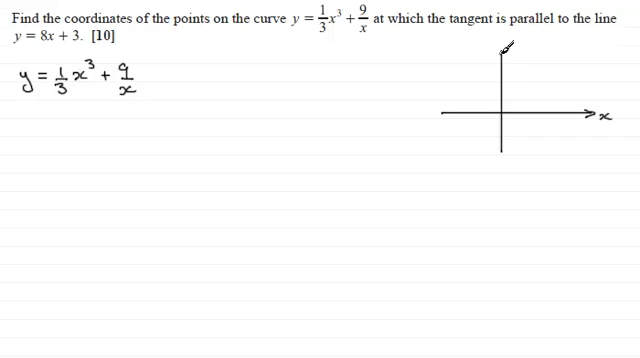 Find the coordinates of the points on the curve y = 1/3 x³ + 9/x at which the tangent is parallel to the line
y = 8x + 3. [10]
y = 1/3 x³ + 9/x
x